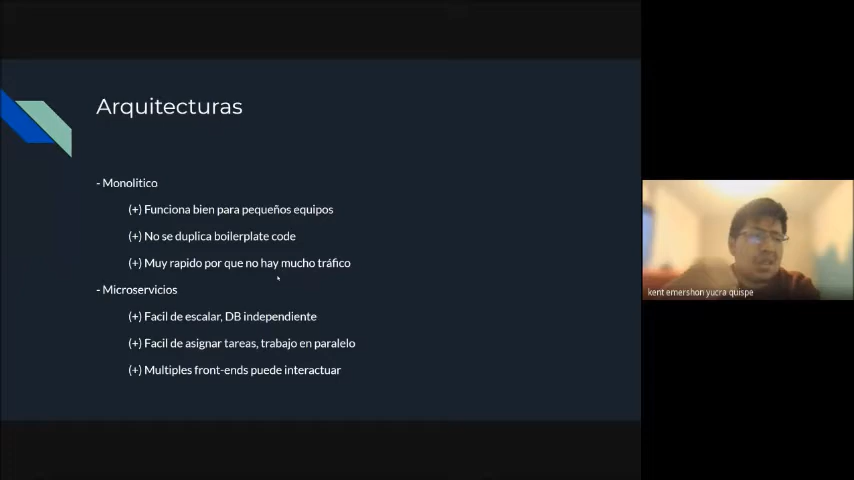 Arquitecturas
- Monolitico
(+) Funciona bien para pequeños equipos
(+) No se duplica boilerplate code
(+) Muy rapido por que no hay mucho tráfico
- Microservicios
(+) Facil de escalar, DB independiente
(+) Facil de asignar tareas, trabajo en paralelo
(+) Multiples front-ends puede interactuar
kent emershon yucra quispe